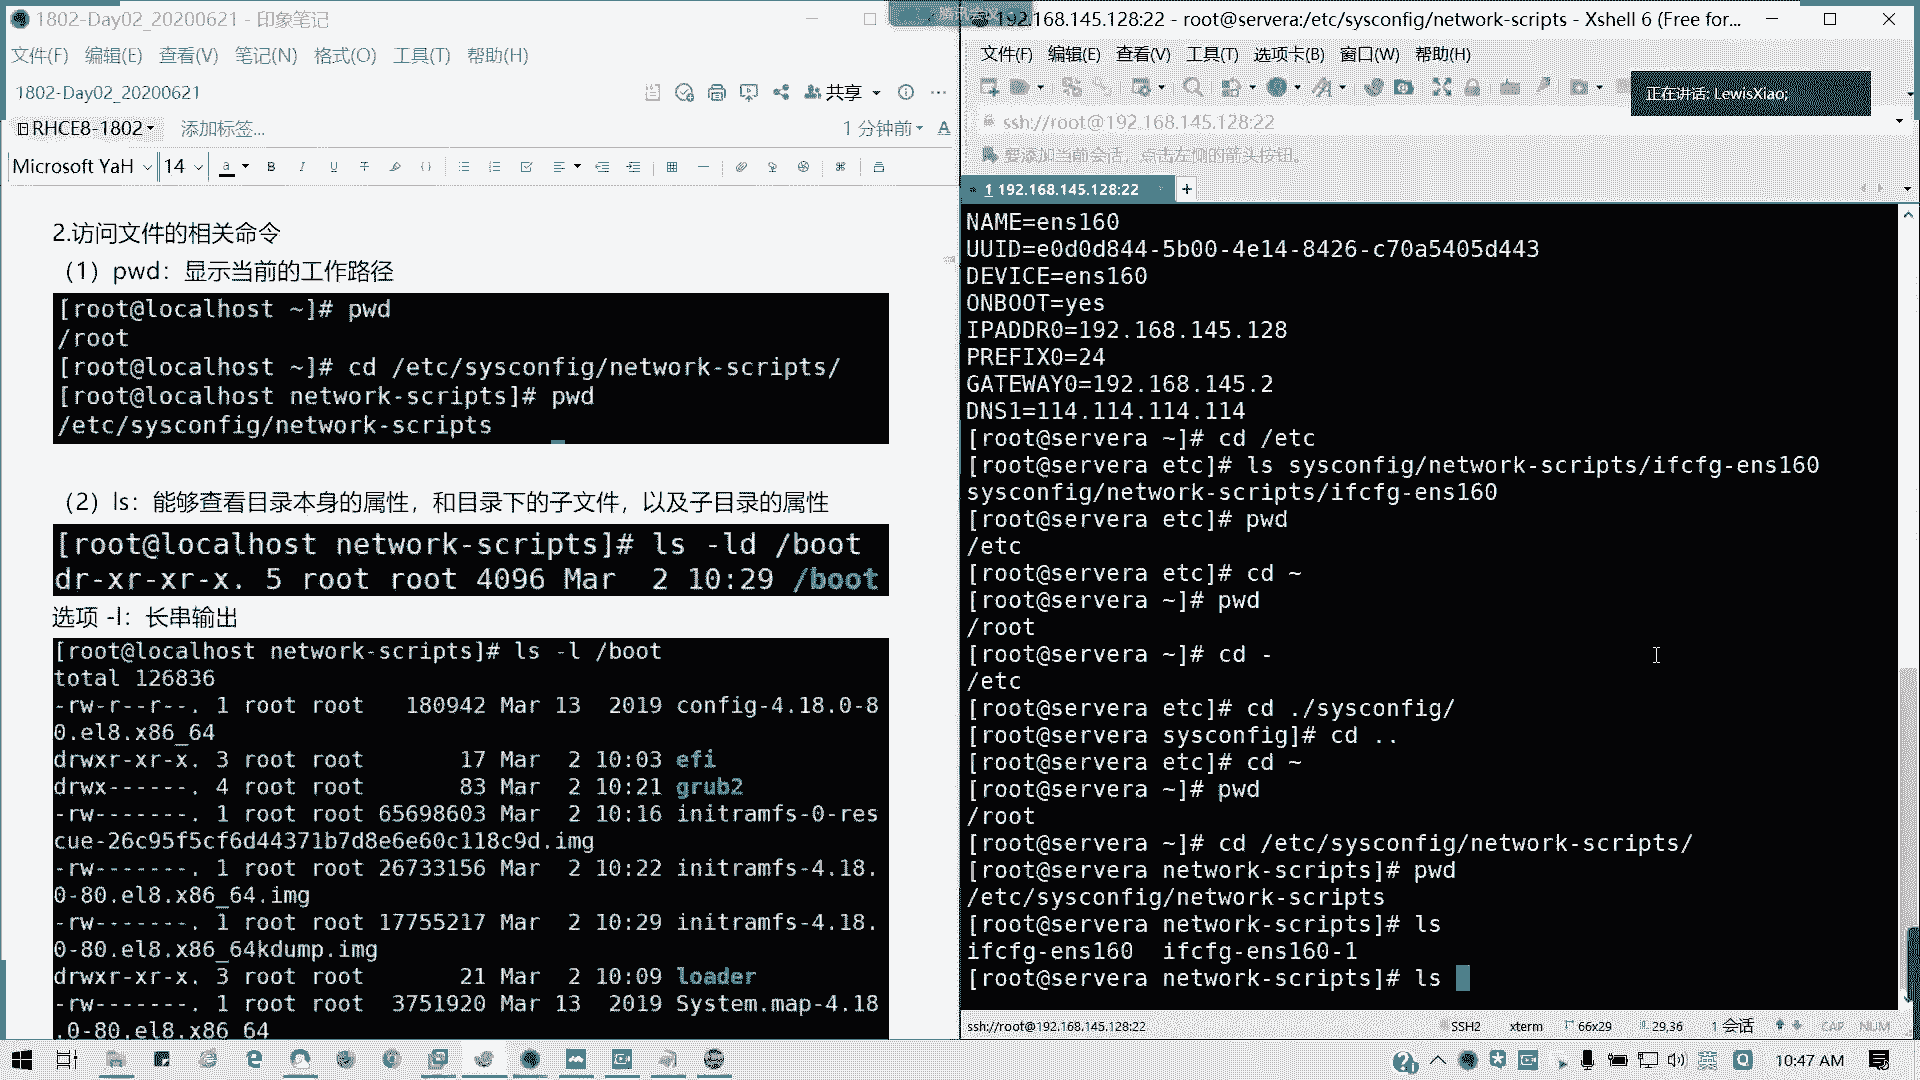 1802-Day02_20200621 - 印象笔记
文件(F) 编辑(E) 查看(V) 笔记(N) 格式(O) 工具(T) 帮助(H)
1802-Day02_20200621
共享
RHCE8-1802
添加标签...
1 分钟前
Microsoft YaH 14
2.访问文件的相关命令
（1）pwd：显示当前的工作路径
[root@localhost ~]# pwd
/root
[root@localhost ~]# cd /etc/sysconfig/network-scripts/
[root@localhost network-scripts]# pwd
/etc/sysconfig/network-scripts
（2）ls：能够查看目录本身的属性，和目录下的子文件，以及子目录的属性
[root@localhost network-scripts]# ls -ld /boot
dr-xr-xr-x. 5 root root 4096 Mar  2 10:29 /boot
选项 -l：长串输出
[root@localhost network-scripts]# ls -l /boot
total 126836
-rw-r--r--. 1 root root   180942 Mar 13  2019 config-4.18.0-8
0.el8.x86_64
drwxr-xr-x. 3 root root       17 Mar  2 10:03 efi
drwx------. 4 root root       83 Mar  2 10:21 grub2
-rw-------. 1 root root 65698603 Mar  2 10:16 initramfs-0-res
cue-26c95f5cf6d44371b7d8e6e60c118c9d.img
-rw-------. 1 root root 26733156 Mar  2 10:22 initramfs-4.18.
0-80.el8.x86_64.img
-rw-------. 1 root root 17755217 Mar  2 10:29 initramfs-4.18.
0-80.el8.x86_64kdump.img
drwxr-xr-x. 3 root root       21 Mar  2 10:09 loader
-rw-------. 1 root root  3751920 Mar 13  2019 System.map-4.18
.0-80.el8.x86_64
192.168.145.128:22 - root@servera:/etc/sysconfig/network-scripts - Xshell 6 (Free for...
文件(F) 编辑(E) 查看(V) 工具(T) 选项卡(B) 窗口(W) 帮助(H)
正在讲话: LewisXiao;
ssh://root@192.168.145.128:22
要添加当前会话，点击左侧的箭头按钮。
1 192.168.145.128:22
NAME=ens160
UUID=e0d0d844-5b00-4e14-8426-c70a5405d443
DEVICE=ens160
ONBOOT=yes
IPADDR0=192.168.145.128
PREFIX0=24
GATEWAY0=192.168.145.2
DNS1=114.114.114.114
[root@servera ~]# cd /etc
[root@servera etc]# ls sysconfig/network-scripts/ifcfg-ens160
sysconfig/network-scripts/ifcfg-ens160
[root@servera etc]# pwd
/etc
[root@servera etc]# cd ~
[root@servera ~]# pwd
/root
[root@servera ~]# cd -
/etc
[root@servera etc]# cd ./sysconfig/
[root@servera sysconfig]# cd ..
[root@servera etc]# cd ~
[root@servera ~]# pwd
/root
[root@servera ~]# cd /etc/sysconfig/network-scripts/
[root@servera network-scripts]# pwd
/etc/sysconfig/network-scripts
[root@servera network-scripts]# ls
ifcfg-ens160  ifcfg-ens160-1
[root@servera network-scripts]# ls
ssh://root@192.168.145.128:22 SSH2 xterm 66x29 29,36 1 会话 CAP NUM
英 10:47 AM